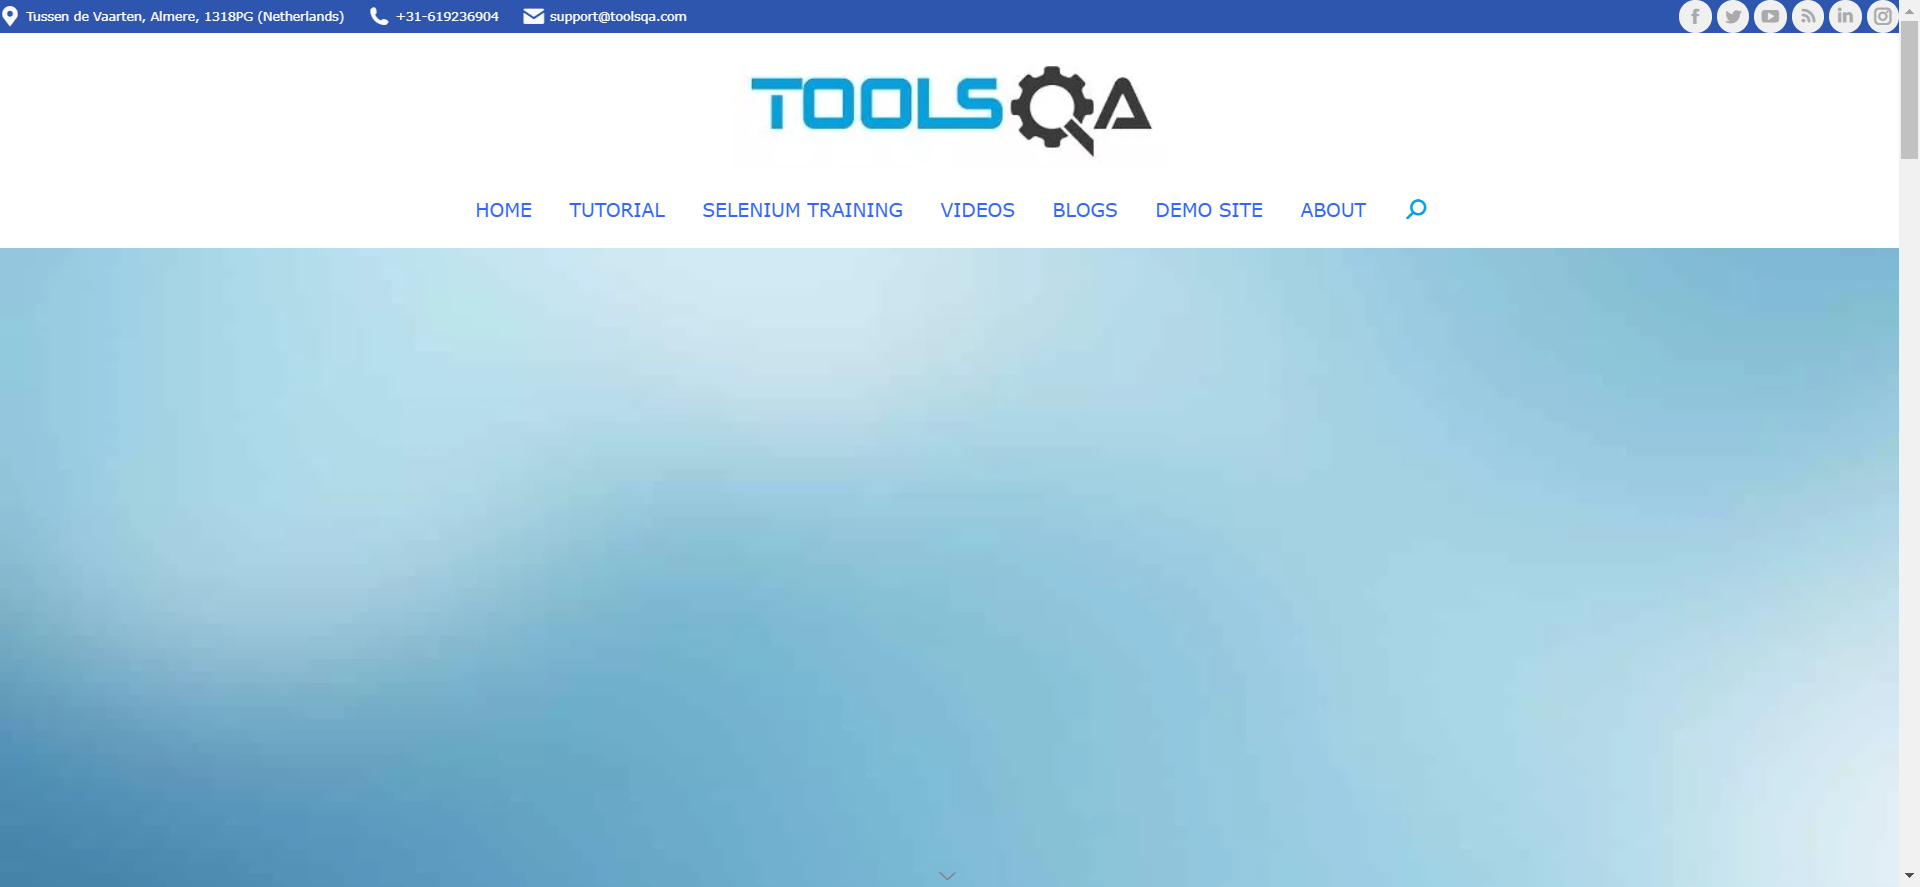 Tussen de Vaarten, Almere, 1318PG (Netherlands) +31-619236904 support@toolsqa.com
TOOLSQA
HOME TUTORIAL SELENIUM TRAINING VIDEOS BLOGS DEMO SITE ABOUT